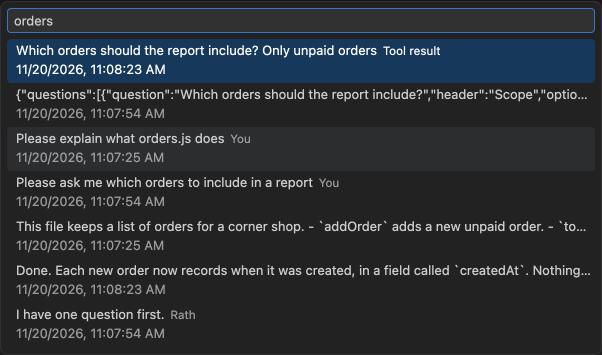 orders
Which orders should the report include? Only unpaid orders Tool result
11/20/2026, 11:08:23 AM
{"questions":[{"question":"Which orders should the report include?","header":"Scope","optio...
11/20/2026, 11:07:54 AM
Please explain what orders.js does You
11/20/2026, 11:07:25 AM
Please ask me which orders to include in a report You
11/20/2026, 11:07:54 AM
This file keeps a list of orders for a corner shop. - `addOrder` adds a new unpaid order. - `to...
11/20/2026, 11:07:25 AM
Done. Each new order now records when it was created, in a field called `createdAt`. Nothing...
11/20/2026, 11:08:23 AM
I have one question first. Rath
11/20/2026, 11:07:54 AM